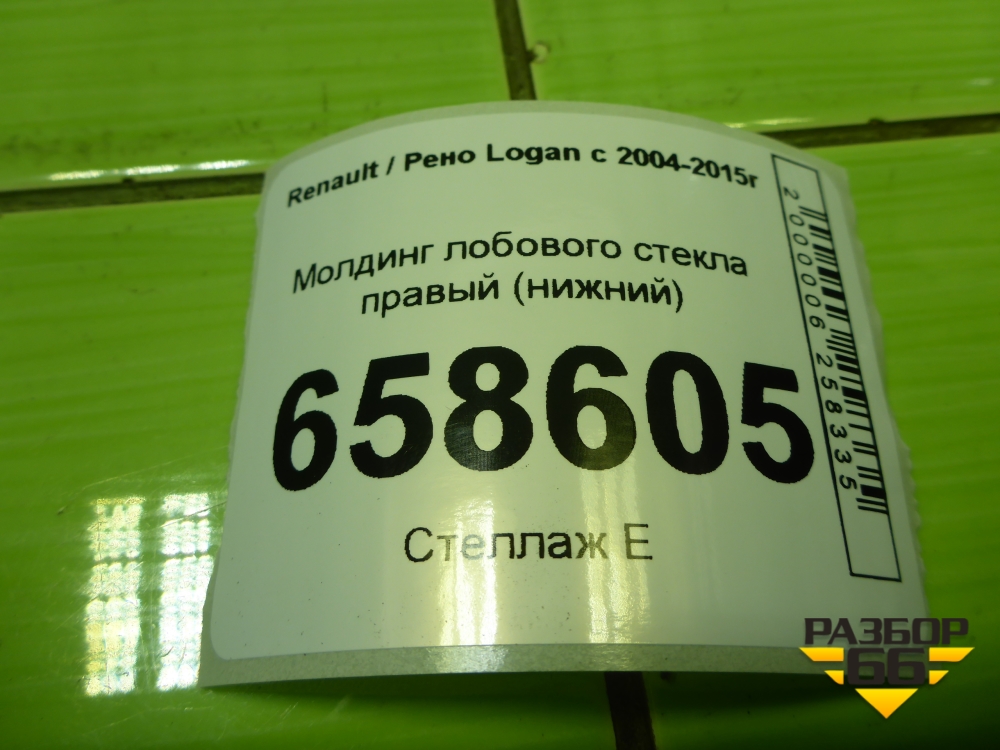 Renault / Рено Logan с 2004-2015г
Молдинг лобового стекла
правый (нижний)
658605
Стеллаж Е
2000006258335
РАЗБОР
66